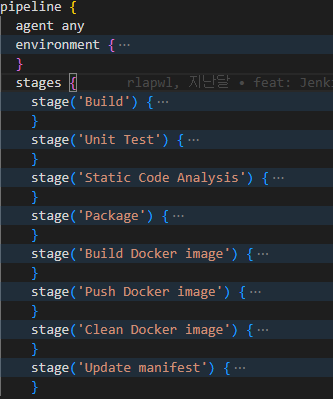 pipeline {
agent any
environment { ···
}
stages { rlapwl, 지난달 • feat: Jenki
stage('Build') { ···
}
stage('Unit Test') { ···
}
stage('Static Code Analysis') { ···
}
stage('Package') { ···
}
stage('Build Docker image') { ···
}
stage('Push Docker image') { ···
}
stage('Clean Docker image') { ···
}
stage('Update manifest') { ···
}